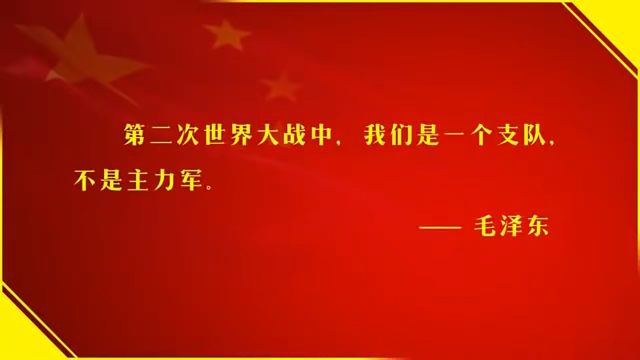 第二次世界大战中，我们是一个支队，
不是主力军。
—— 毛泽东